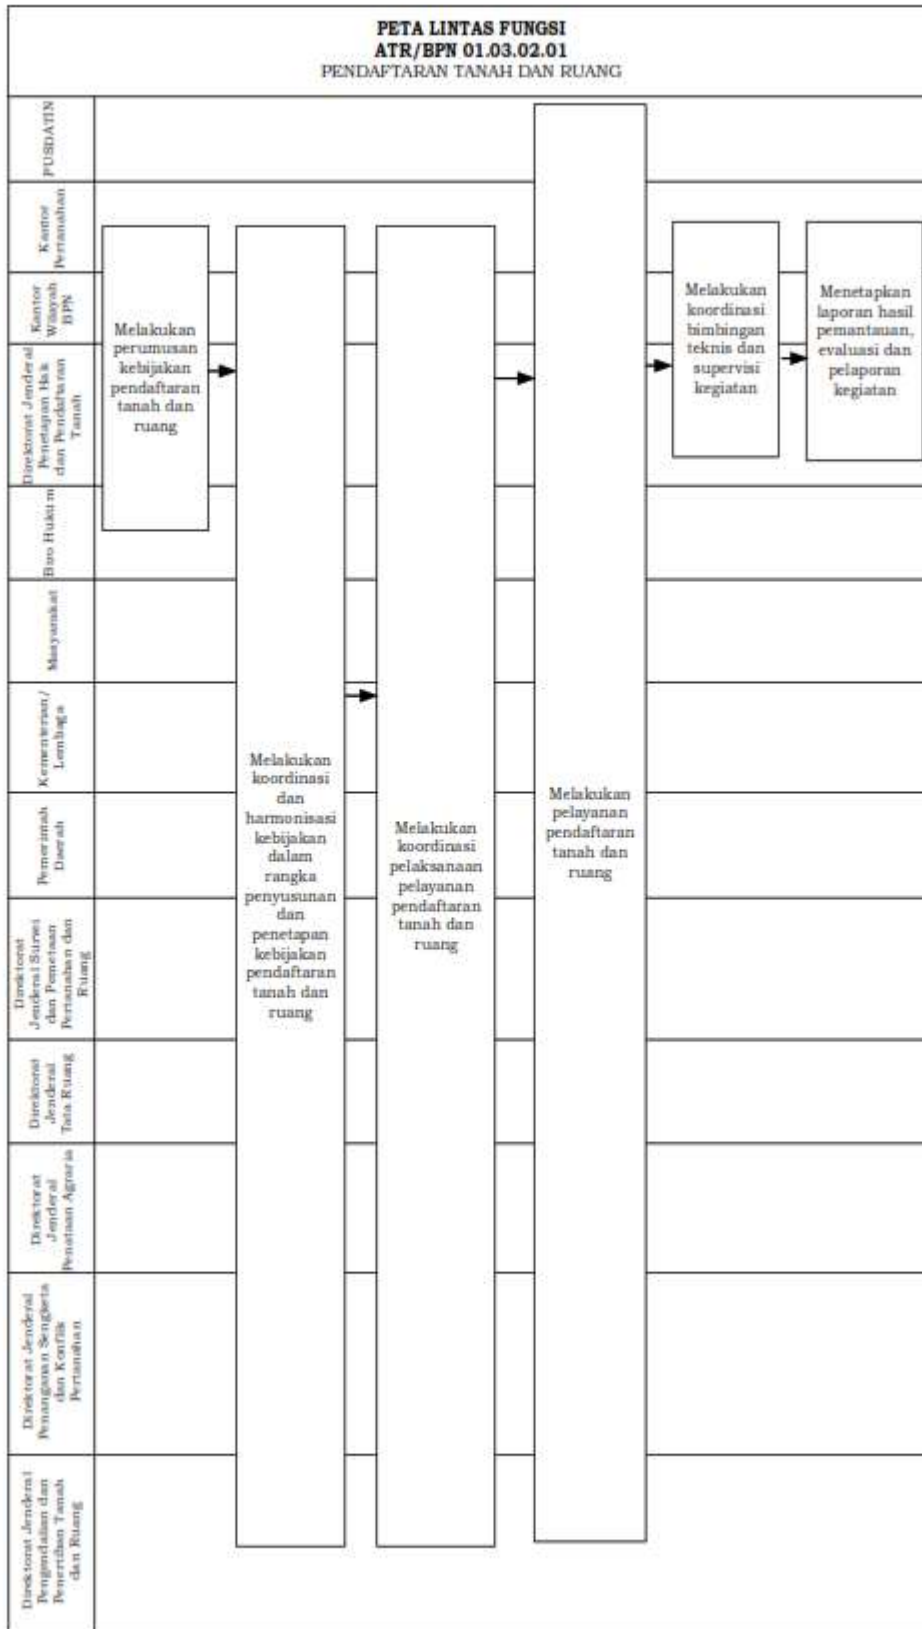 PETA LINTAS FUNGSI
ATR/BPN 01.03.02.01
PENDAFTARAN TANAH DAN RUANG
PUSDATIN
Kantor
Pertanahan
Kantor
Wilayah
BPN
Direktorat Jenderal
Penetapan Hak
dan Pendaftaran
Tanah
Biro Hukum
Masyarakat
Kementerian/
Lembaga
Pemerintah
Daerah
Direktorat
Jenderal Survei
dan Pemetaan
Pertanahan dan
Ruang
Direktorat
Jenderal
Tata Ruang
Direktorat
Jenderal
Penataan Agraria
Direktorat Jenderal
Penanganan Sengketa
dan Konflik
Pertanahan
Direktorat Jenderal
Pengendalian dan
Penertiban Tanah
dan Ruang
Melakukan
perumusan
kebijakan
pendaftaran
tanah dan
ruang
Melakukan
koordinasi
dan
harmonisasi
kebijakan
dalam
rangka
penyusunan
dan
penetapan
kebijakan
pendaftaran
tanah dan
ruang
Melakukan
koordinasi
pelaksanaan
pelayanan
pendaftaran
tanah dan
ruang
Melakukan
pelayanan
pendaftaran
tanah dan
ruang
Melakukan
koordinasi
bimbingan
teknis dan
supervisi
kegiatan
Menetapkan
laporan hasil
pemantauan,
evaluasi dan
pelaporan
kegiatan